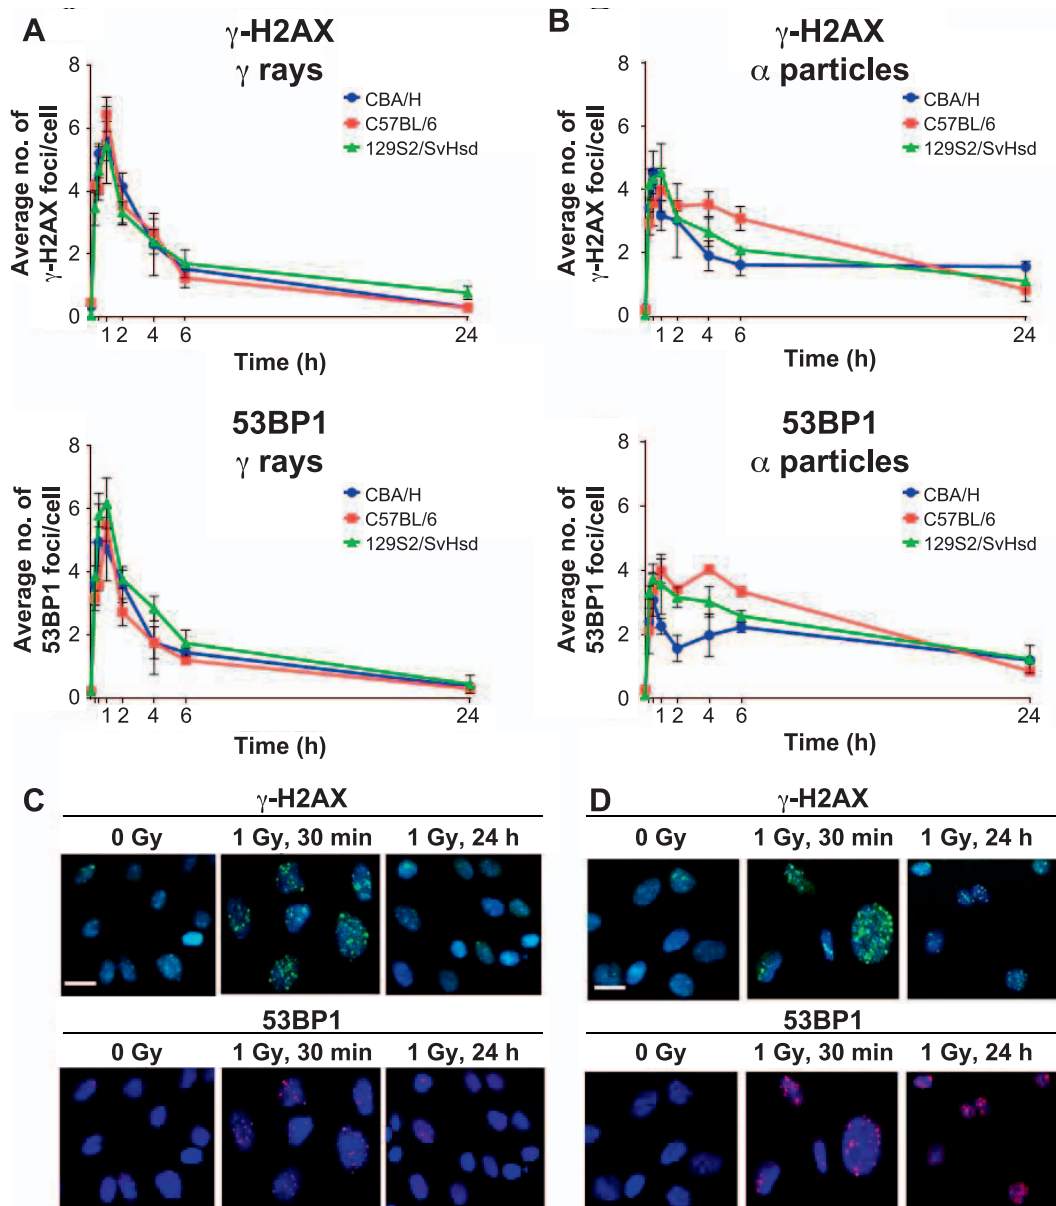 A
γ-H2AX
γ rays
Average no. of
γ-H2AX foci/cell
8
6
4
2
0
CBA/H
C57BL/6
129S2/SvHsd
1 2 4 6 24
Time (h)
B
γ-H2AX
α particles
Average no. of
γ-H2AX foci/cell
8
6
4
2
0
CBA/H
C57BL/6
129S2/SvHsd
1 2 4 6 24
Time (h)
53BP1
γ rays
Average no. of
53BP1 foci/cell
8
6
4
2
0
CBA/H
C57BL/6
129S2/SvHsd
1 2 4 6 24
Time (h)
53BP1
α particles
Average no. of
53BP1 foci/cell
8
6
4
2
0
CBA/H
C57BL/6
129S2/SvHsd
1 2 4 6 24
Time (h)
C
γ-H2AX
0 Gy 1 Gy, 30 min 1 Gy, 24 h
53BP1
0 Gy 1 Gy, 30 min 1 Gy, 24 h
D
γ-H2AX
0 Gy 1 Gy, 30 min 1 Gy, 24 h
53BP1
0 Gy 1 Gy, 30 min 1 Gy, 24 h